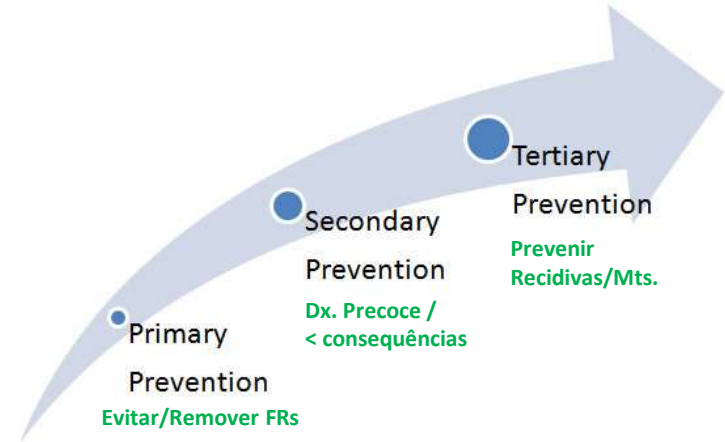 Primary
Prevention
Evitar/Remover FRs
Secondary
Prevention
Dx. Precoce /
< consequências
Tertiary
Prevention
Prevenir
Recidivas/Mts.